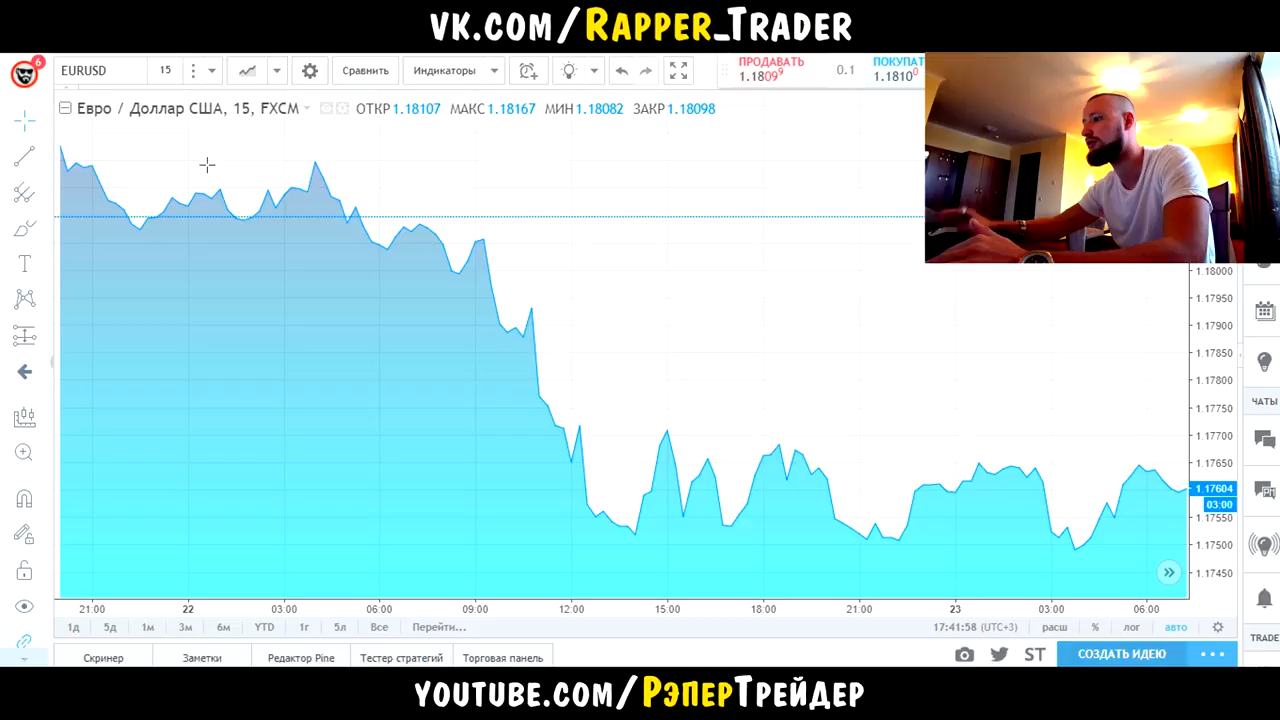 vk.com/Rapper_Trader
6
EURUSD 15 Сравнить Индикаторы
ПРОДАВАТЬ 1.1809⁹ 0.1 ПОКУПАТ 1.1810⁰
Евро / Доллар США, 15, FXCM ОТКР 1.18107 МАКС 1.18167 МИН 1.18082 ЗАКР 1.18098
1.18000
1.17950
1.17900
1.17850
1.17800
1.17750
1.17700
1.17650
1.17604
03:00
1.17550
1.17500
1.17450
ЧАТЫ
TRADE
21:00 22 03:00 06:00 09:00 12:00 15:00 18:00 21:00 23 03:00 06:00
1д 5д 1м 3м 6м YTD 1г 5л Все Перейти... 17:41:58 (UTC+3) расш % лог авто
Скринер Заметки Редактор Pine Тестер стратегий Торговая панель ST СОЗДАТЬ ИДЕЮ
youtube.com/РэперТрейдер